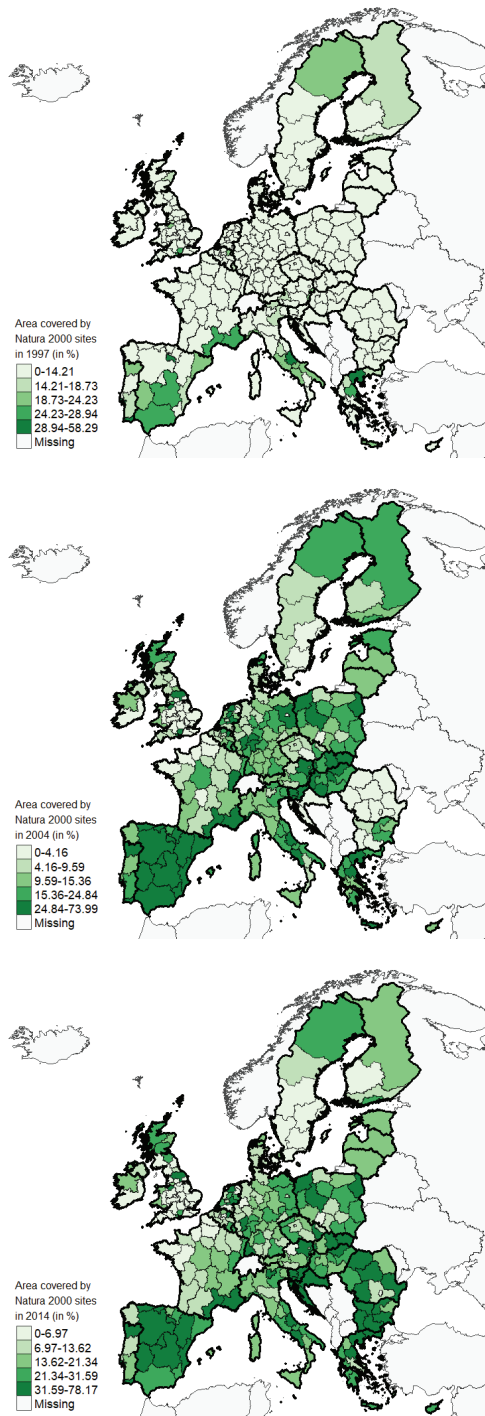 Area covered by
Natura 2000 sites
in 1997 (in %)
0-14.21
14.21-18.73
18.73-24.23
24.23-28.94
28.94-58.29
Missing
Area covered by
Natura 2000 sites
in 2004 (in %)
0-4.16
4.16-9.59
9.59-15.36
15.36-24.84
24.84-73.99
Missing
Area covered by
Natura 2000 sites
in 2014 (in %)
0-6.97
6.97-13.62
13.62-21.34
21.34-31.59
31.59-78.17
Missing